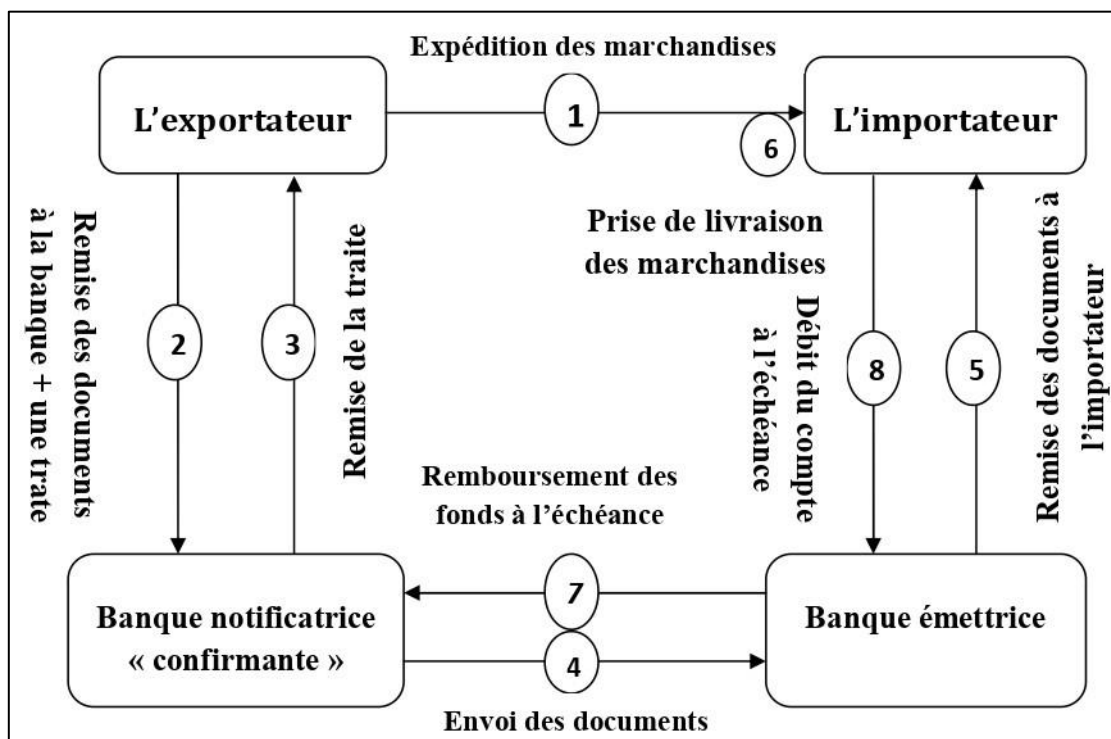 Expédition des marchandises
L'exportateur
1
L'importateur
6
Remise des documents
à la banque + une trate
2
3
Remise de la traite
Prise de livraison
des marchandises
Débit du compte
à l'échéance
8
5
Remise des documents à
l'importateur
Remboursement des
fonds à l'échéance
7
Banque notificatrice
« confirmante »
Banque émettrice
4
Envoi des documents